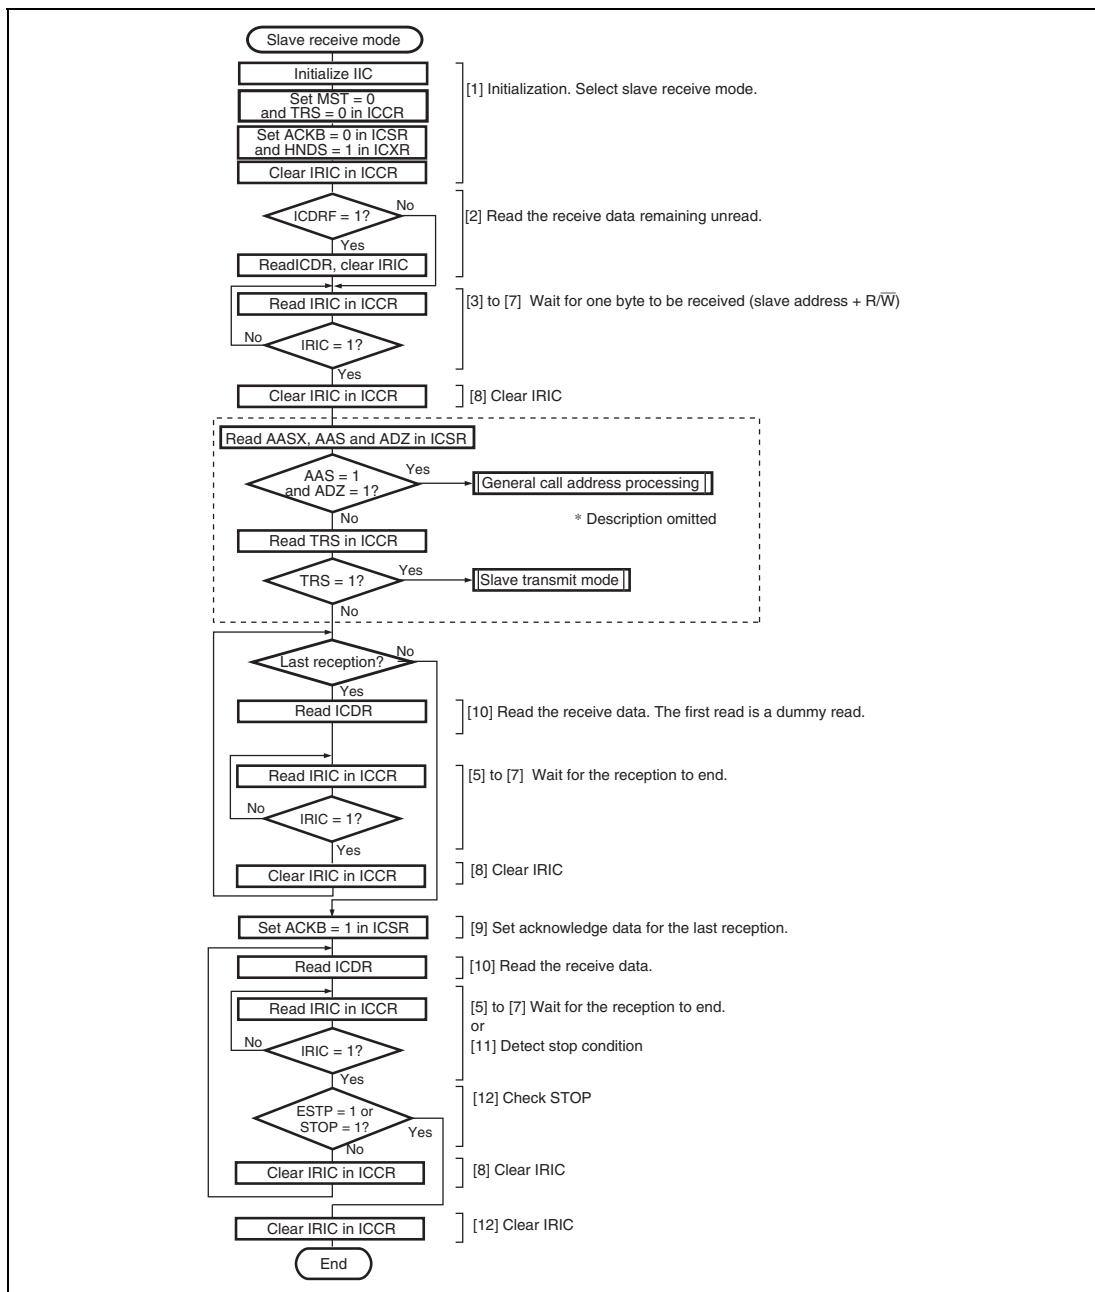 Slave receive mode
Initialize IIC
Set MST = 0
and TRS = 0 in ICCR
[1] Initialization. Select slave receive mode.
Set ACKB = 0 in ICSR
and HNDS = 1 in ICXR
Clear IRIC in ICCR
ICDRF = 1?
No
[2] Read the receive data remaining unread.
Yes
ReadICDR, clear IRIC
Read IRIC in ICCR
[3] to [7] Wait for one byte to be received (slave address + R/W̅)
No
IRIC = 1?
Yes
Clear IRIC in ICCR
[8] Clear IRIC
Read AASX, AAS and ADZ in ICSR
AAS = 1
and ADZ = 1?
Yes
General call address processing
No
* Description omitted
Read TRS in ICCR
TRS = 1?
Yes
Slave transmit mode
No
Last reception?
No
Yes
Read ICDR
[10] Read the receive data. The first read is a dummy read.
Read IRIC in ICCR
[5] to [7] Wait for the reception to end.
No
IRIC = 1?
Yes
Clear IRIC in ICCR
[8] Clear IRIC
Set ACKB = 1 in ICSR
[9] Set acknowledge data for the last reception.
Read ICDR
[10] Read the receive data.
Read IRIC in ICCR
[5] to [7] Wait for the reception to end.
or
[11] Detect stop condition
No
IRIC = 1?
Yes
ESTP = 1 or
STOP = 1?
[12] Check STOP
Yes
No
Clear IRIC in ICCR
[8] Clear IRIC
Clear IRIC in ICCR
[12] Clear IRIC
End